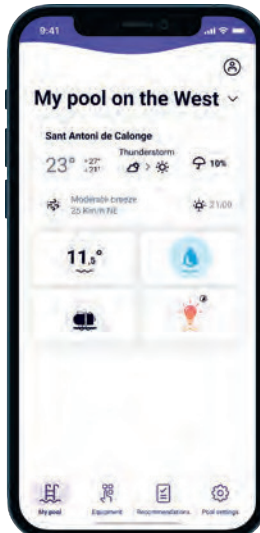 9:41
My pool on the West
Sant Antoni de Calonge
Thunderstorm
23° +27° +21° > 10%
Moderate breeze 21:00
25 Km/h NE
11,5°
My pool Equipment Recommendations Pool settings